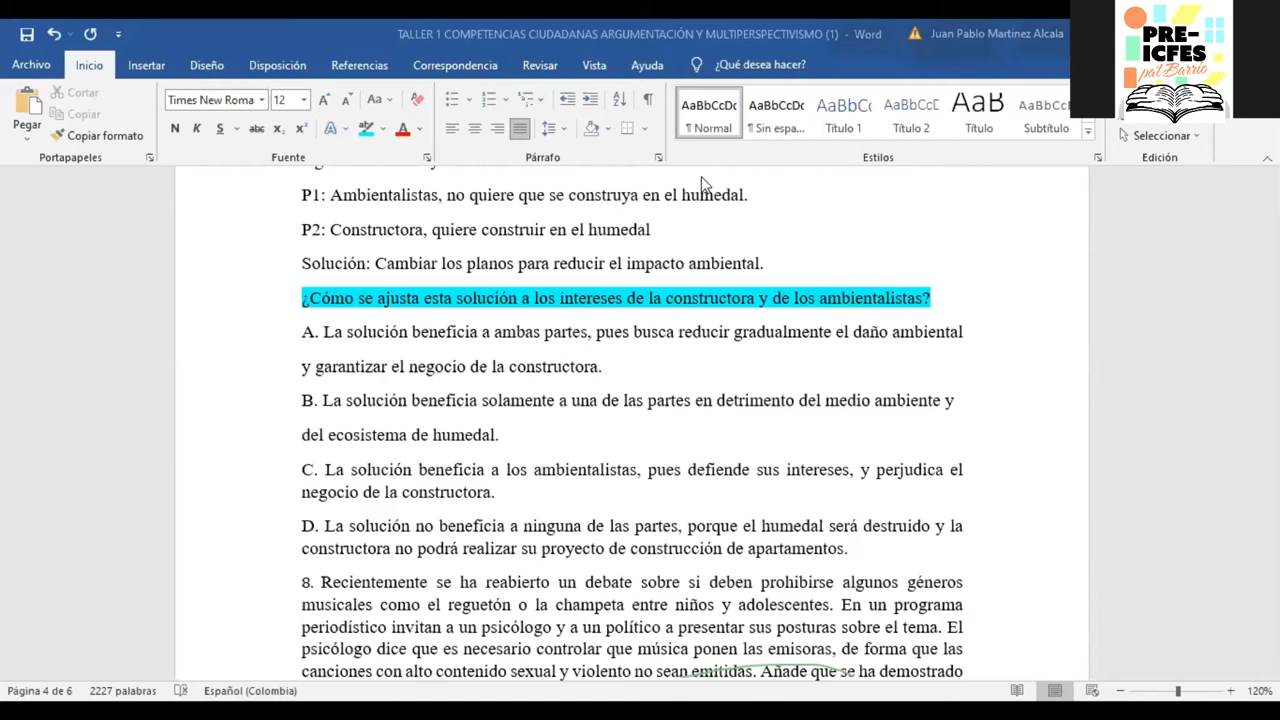 TALLER 1 COMPETENCIAS CIUDADANAS ARGUMENTACIÓN Y MULTIPERSPECTIVISMO (1) - Word
Juan Pablo Martinez Alcala
PRE-
ICFES
pal Barrio
Archivo Inicio Insertar Diseño Disposición Referencias Correspondencia Revisar Vista Ayuda ¿Qué desea hacer?
Pegar
Cortar
Copiar
Copiar formato
Portapapeles
Times New Roma 12
N K S abc x₂ x²
Fuente
Párrafo
AaBbCcDc ¶ Normal
AaBbCcDc ¶ Sin espa...
AaBbCc Título 1
AaBbCcD Título 2
AaB Título
AaBbCcD Subtítulo
Estilos
Seleccionar
Edición
P1: Ambientalistas, no quiere que se construya en el humedal.
P2: Constructora, quiere construir en el humedal
Solución: Cambiar los planos para reducir el impacto ambiental.
¿Cómo se ajusta esta solución a los intereses de la constructora y de los ambientalistas?
A. La solución beneficia a ambas partes, pues busca reducir gradualmente el daño ambiental
y garantizar el negocio de la constructora.
B. La solución beneficia solamente a una de las partes en detrimento del medio ambiente y
del ecosistema de humedal.
C. La solución beneficia a los ambientalistas, pues defiende sus intereses, y perjudica el
negocio de la constructora.
D. La solución no beneficia a ninguna de las partes, porque el humedal será destruido y la
constructora no podrá realizar su proyecto de construcción de apartamentos.
8. Recientemente se ha reabierto un debate sobre si deben prohibirse algunos géneros
musicales como el reguetón o la champeta entre niños y adolescentes. En un programa
periodístico invitan a un psicólogo y a un político a presentar sus posturas sobre el tema. El
psicólogo dice que es necesario controlar que música ponen las emisoras, de forma que las
canciones con alto contenido sexual y violento no sean emitidas. Añade que se ha demostrado
Página 4 de 6 2227 palabras Español (Colombia) 120%